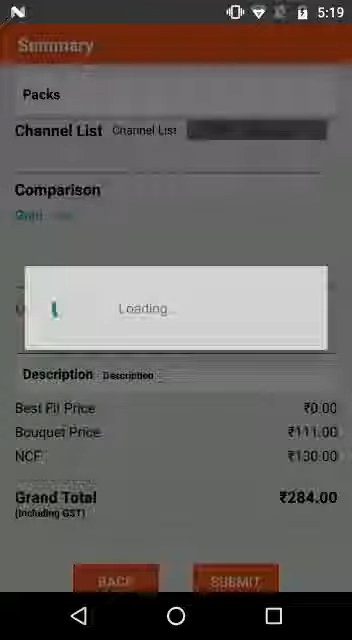 5:19
Summary
Packs
Channel List Channel List
Comparison
Loading...
Description Description
Best Fit Price ₹0.00
Bouquet Price ₹111.00
NCF ₹130.00
Grand Total ₹284.00
(Including GST)
BACK SUBMIT